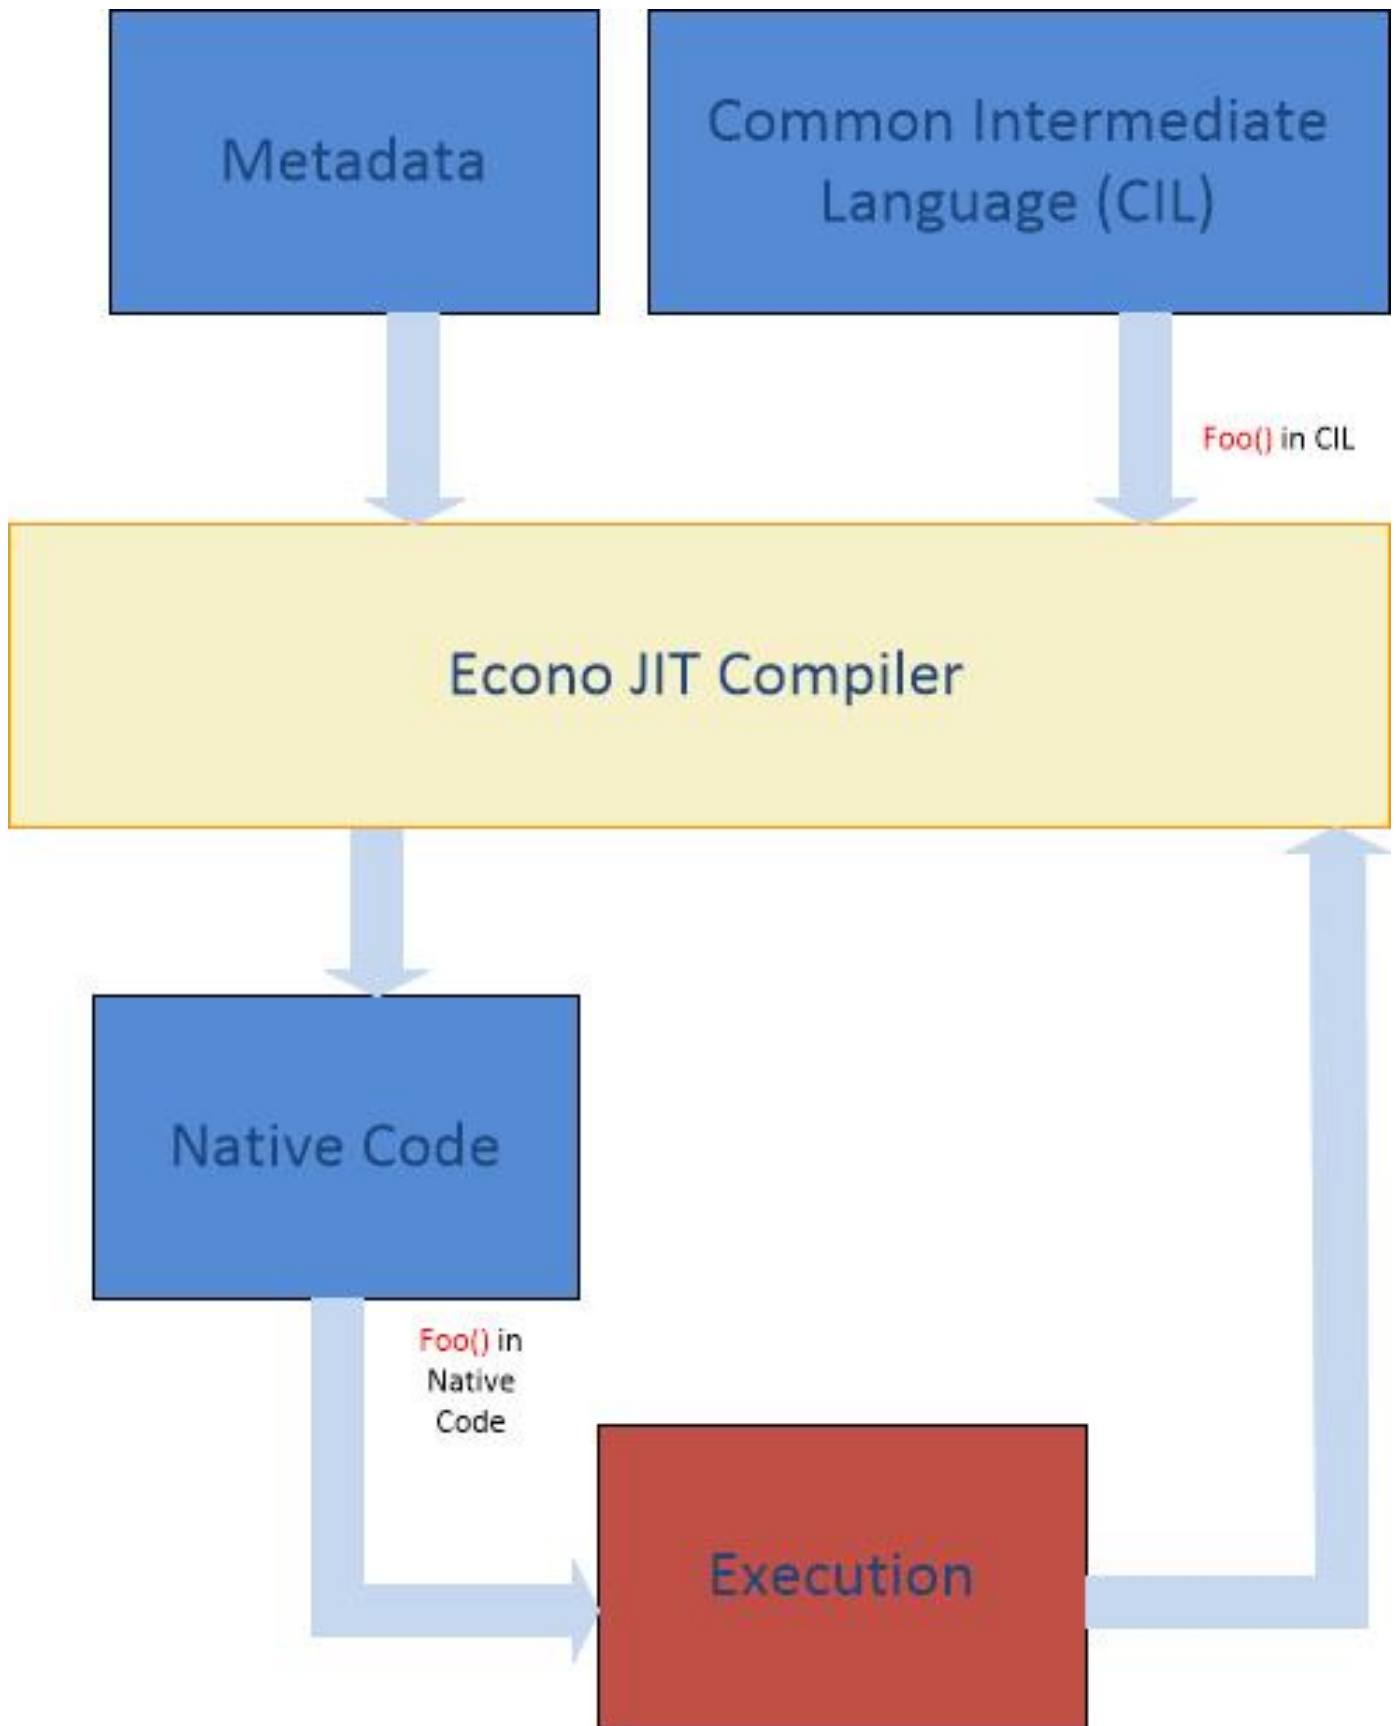 Metadata
Common Intermediate
Language (CIL)
Foo() in CIL
Econo JIT Compiler
Native Code
Foo() in
Native
Code
Execution